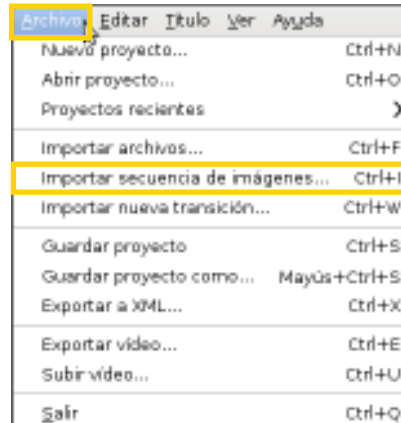 Archivo Editar Título Ver Ayuda
Nuevo proyecto... Ctrl+N
Abrir proyecto... Ctrl+O
Proyectos recientes
Importar archivos... Ctrl+F
Importar secuencia de imágenes... Ctrl+I
Importar nueva transición... Ctrl+W
Guardar proyecto Ctrl+S
Guardar proyecto como... Mayús+Ctrl+S
Exportar a XML... Ctrl+X
Exportar vídeo... Ctrl+E
Subir vídeo... Ctrl+U
Salir Ctrl+Q